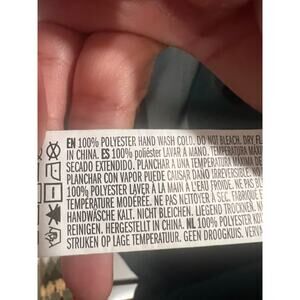 EN 100% POLYESTER HAND WASH COLD. DO NOT BLEACH. DRY FL
IN CHINA. ES 100% poliéster LAVAR A MANO. TEMPERATURA MÁX
SECADO EXTENDIDO. PLANCHAR A UNA TEMPERATURA MÁXIMA DE
PLANCHAR CON VAPOR PUEDE CAUSAR DAÑO IRREVERSIBLE.
100% POLYESTER LAVER À LA MAIN À L'EAU FROIDE. NE PAS
TEMPÉRATURE MODÉRÉE. NE PAS NETTOYER À SEC. FABRIQUÉ
HANDWÄSCHE KALT. NICHT BLEICHEN. LIEGEND TROCKNEN.
REINIGEN. HERGESTELLT IN CHINA. NL 100% POLYESTER
STRIJKEN OP LAGE TEMPERATUUR. GEEN DROOGKUIS.